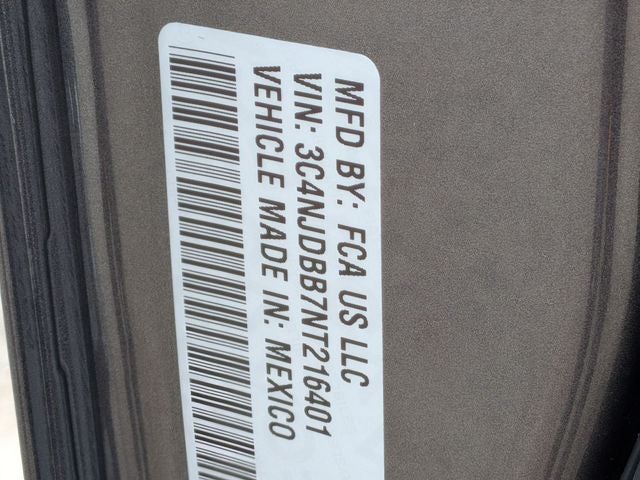 MFD BY: FCA US LLC
VIN: 3C4NJDBB7NT216401
VEHICLE MADE IN: MEXICO